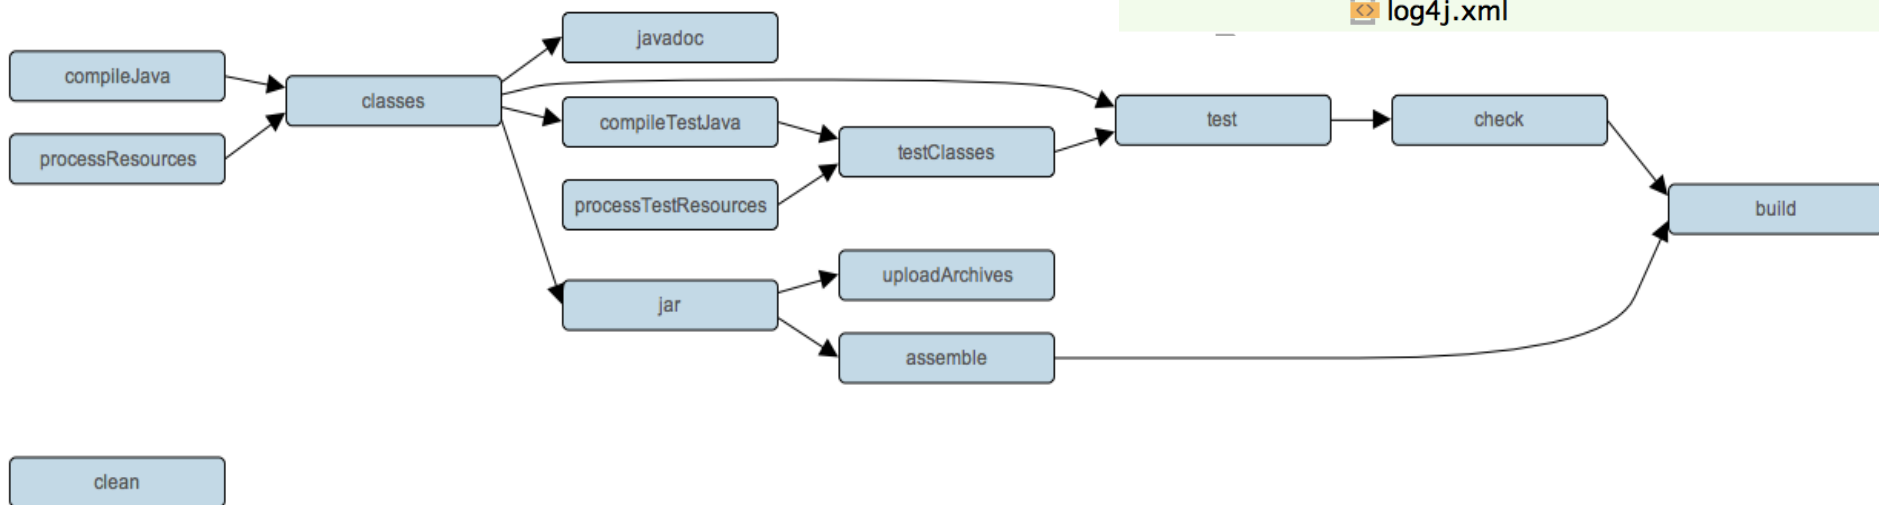 log4j.xml
javadoc
compileJava
classes
compileTestJava
test
check
processResources
testClasses
processTestResources
build
uploadArchives
jar
assemble
clean